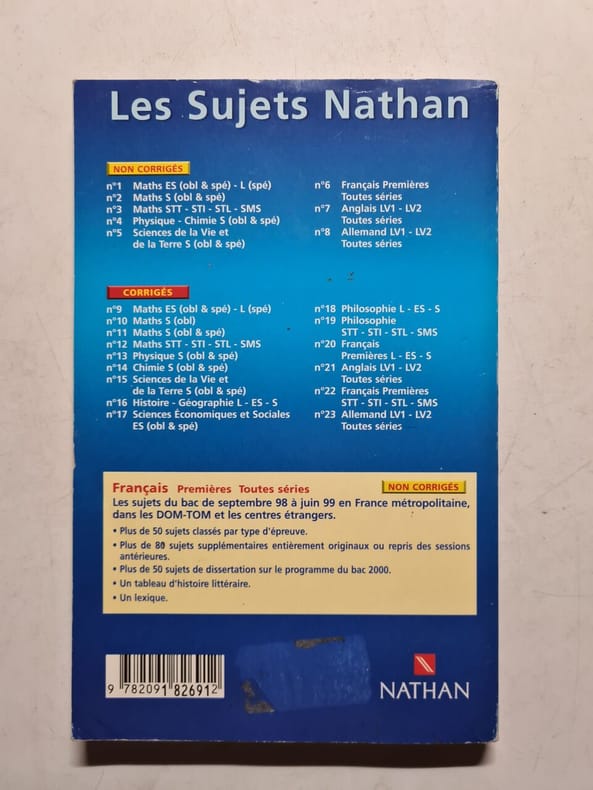 Les Sujets Nathan
NON CORRIGÉS
n°1 Maths ES (obl & spé) - L (spé)
n°2 Maths S (obl & spé)
n°3 Maths STT - STI - STL - SMS
n°4 Physique - Chimie S (obl & spé)
n°5 Sciences de la Vie et
de la Terre S (obl & spé)
n°6 Français Premières
Toutes séries
n°7 Anglais LV1 - LV2
Toutes séries
n°8 Allemand LV1 - LV2
Toutes séries
CORRIGÉS
n°9 Maths ES (obl & spé) - L (spé)
n°10 Maths S (obl)
n°11 Maths S (obl & spé)
n°12 Maths STT - STI - STL - SMS
n°13 Physique S (obl & spé)
n°14 Chimie S (obl & spé)
n°15 Sciences de la Vie et
de la Terre S (obl & spé)
n°16 Histoire - Géographie L - ES - S
n°17 Sciences Économiques et Sociales
ES (obl & spé)
n°18 Philosophie L - ES - S
n°19 Philosophie
STT - STI - STL - SMS
n°20 Français
Premières L - ES - S
n°21 Anglais LV1 - LV2
Toutes séries
n°22 Français Premières
STT - STI - STL - SMS
n°23 Allemand LV1 - LV2
Toutes séries
Français Premières Toutes séries
NON CORRIGÉS
Les sujets du bac de septembre 98 à juin 99 en France métropolitaine,
dans les DOM-TOM et les centres étrangers.
• Plus de 50 sujets classés par type d'épreuve.
• Plus de 80 sujets supplémentaires entièrement originaux ou repris des sessions
antérieures.
• Plus de 50 sujets de dissertation sur le programme du bac 2000.
• Un tableau d'histoire littéraire.
• Un lexique.
9 782091 826912
NATHAN